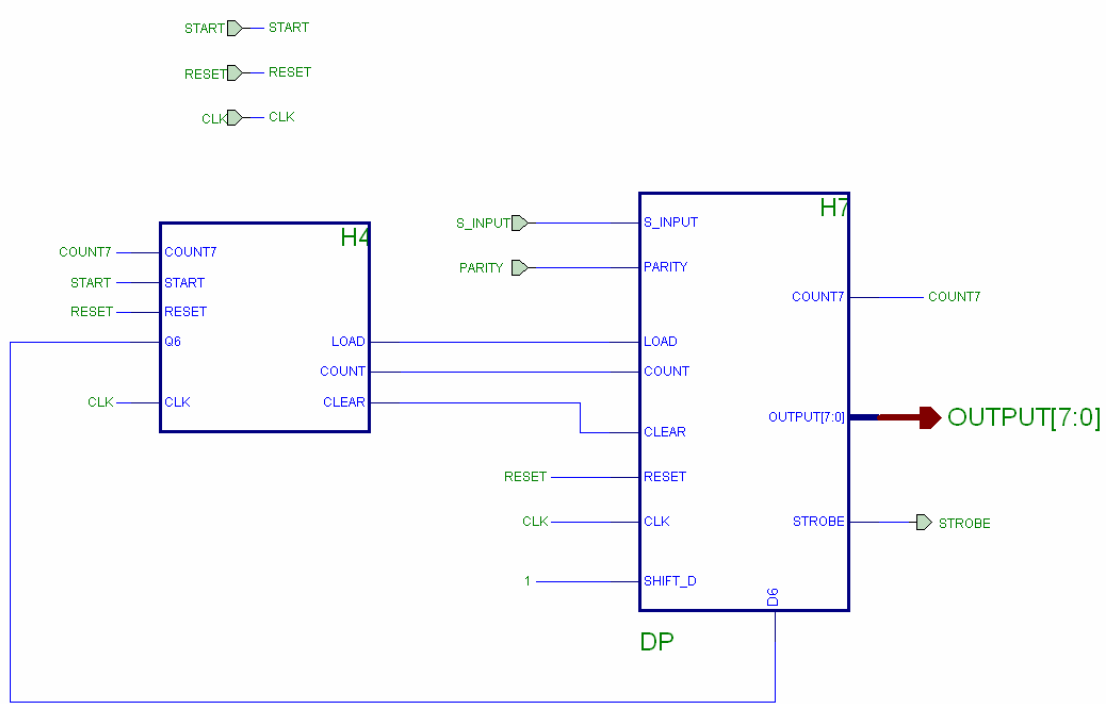 START START
RESET RESET
CLK CLK
H4
COUNT7 COUNT7
START START
RESET RESET
Q6
CLK CLK
LOAD
COUNT
CLEAR
H7
S_INPUT S_INPUT
PARITY PARITY
COUNT7 COUNT7
LOAD
COUNT
OUTPUT[7:0] OUTPUT[7:0]
CLEAR
RESET RESET
CLK CLK
STROBE STROBE
1 SHIFT_D
D6
DP